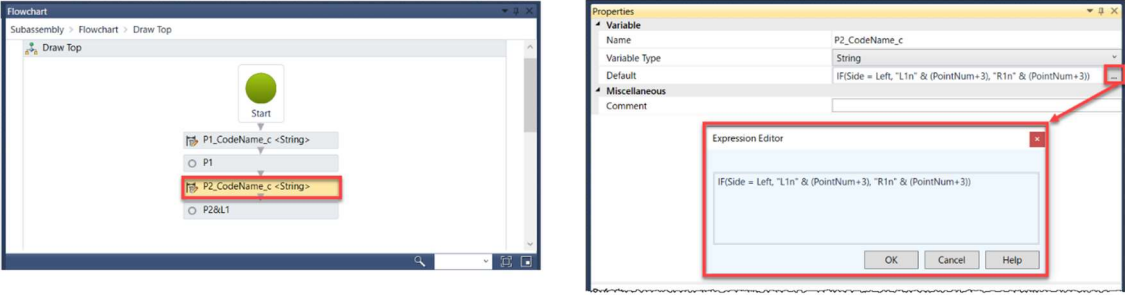 Flowchart
Subassembly > Flowchart > Draw Top
Draw Top
Start
P1_CodeName_c <String>
P1
P2_CodeName_c <String>
P2&L1
Properties
Variable
Name P2_CodeName_c
Variable Type String
Default IF(Side = Left, "L1n" & (PointNum+3), "R1n" & (PointNum+3)) ...
Miscellaneous
Comment
Expression Editor
IF(Side = Left, "L1n" & (PointNum+3), "R1n" & (PointNum+3))
OK Cancel Help